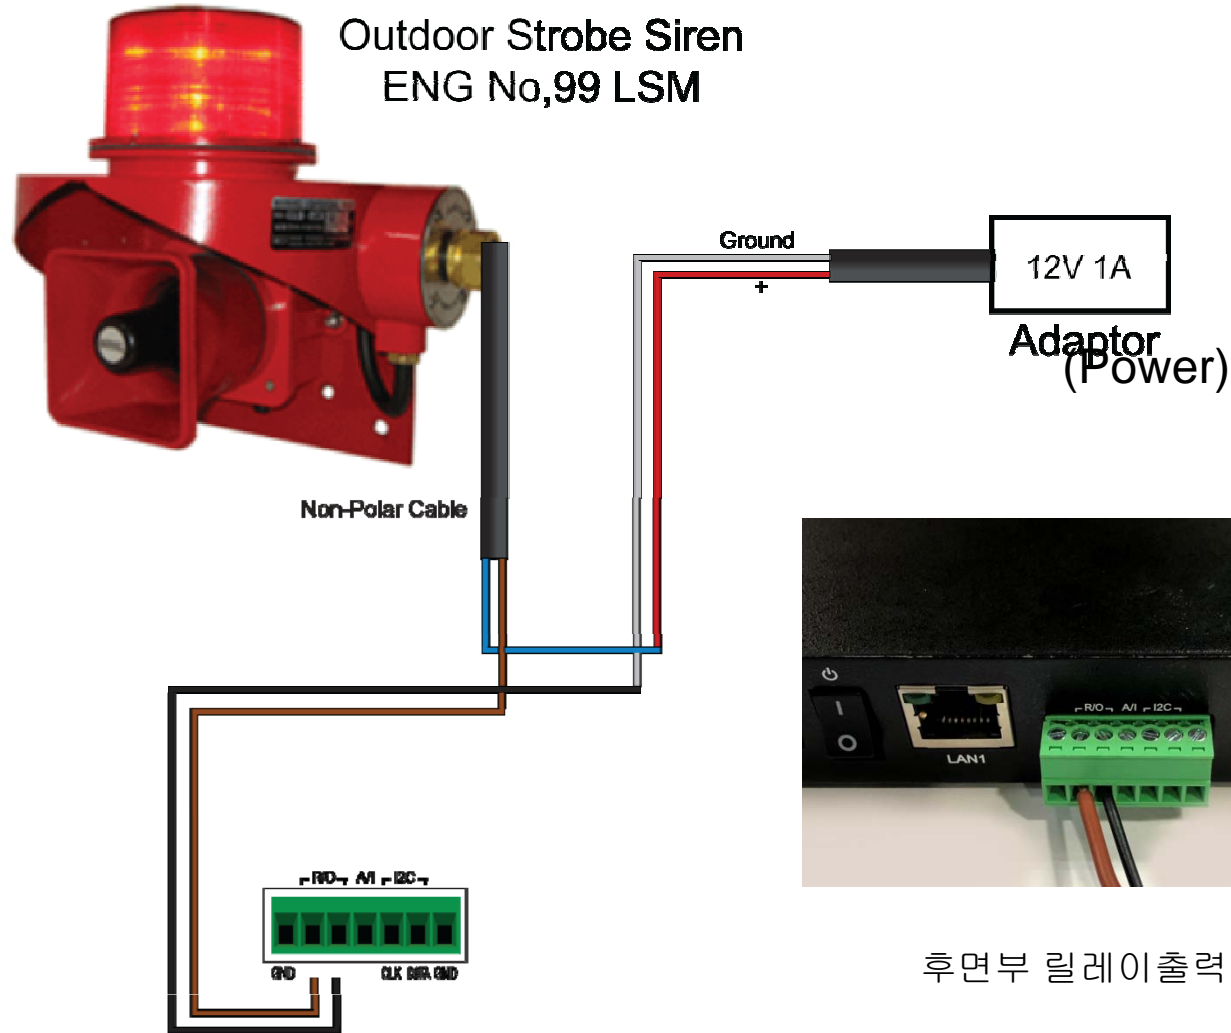 Outdoor Strobe Siren
ENG No,99 LSM
Ground
+
12V 1A
Adaptor
(Power)
Non-Polar Cable
R/O A/I I2C
LAN1
R/O A/I I2C
GND CLK DATA GND
후면부 릴레이출력